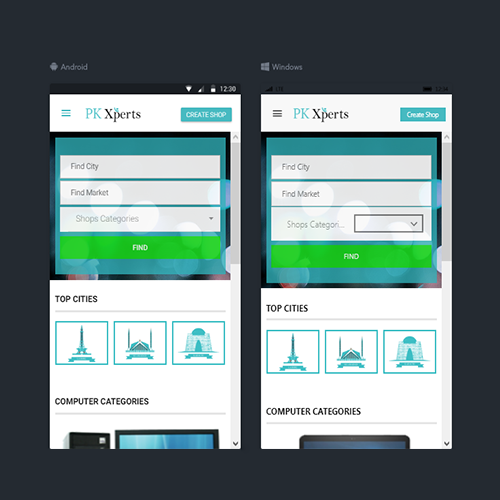 Android
12:30
PK Xperts
CREATE SHOP
Find City
Find Market
Shops Categories
FIND
TOP CITIES
COMPUTER CATEGORIES
Windows
PK Xperts
Create Shop
Find City
Find Market
Shops Categori...
FIND
TOP CITIES
COMPUTER CATEGORIES